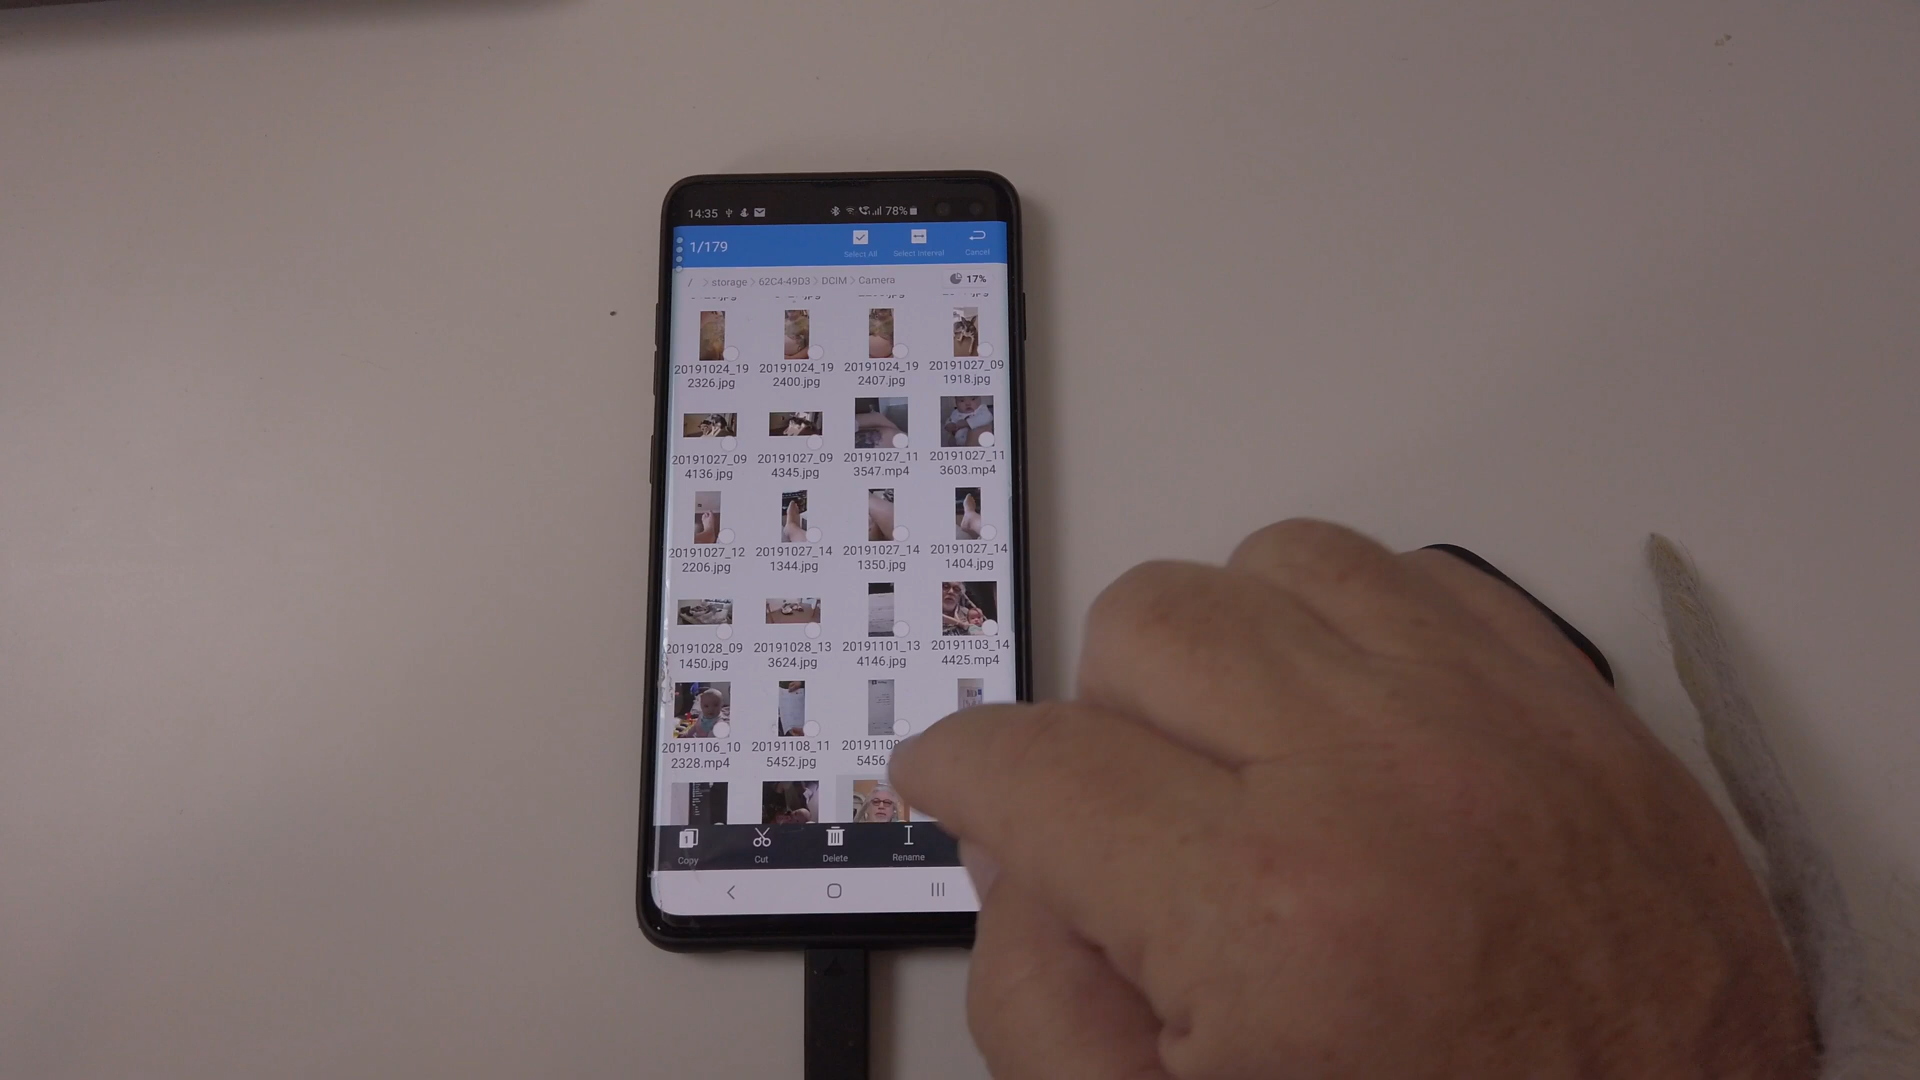 14:35 78%
1/179 Select All Select Interval Cancel
/ storage 62C4-49D3 DCIM Camera 17%
20191024_19 20191024_19 20191024_19 20191027_09
2326.jpg 2400.jpg 2407.jpg 1918.jpg
20191027_09 20191027_09 20191027_11 20191027_11
4136.jpg 4345.jpg 3547.mp4 3603.mp4
20191027_12 20191027_14 20191027_14 20191027_14
2206.jpg 1344.jpg 1350.jpg 1404.jpg
20191028_09 20191028_13 20191101_13 20191103_14
1450.jpg 3624.jpg 4146.jpg 4425.mp4
20191106_10 20191108_11 2019110
2328.mp4 5452.jpg 5456.
1
Copy Cut Delete Rename